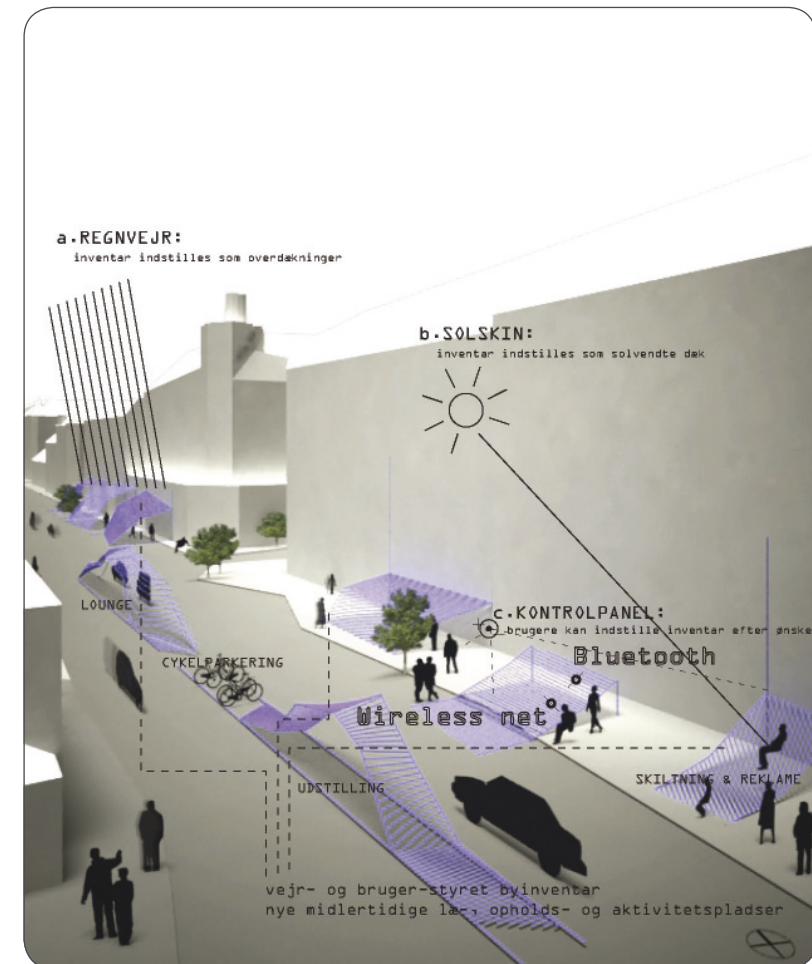 a.REGNVEJR:
inventar indstilles som overdækninger
b.SOLSKIN:
inventar indstilles som solvendte dæk
LOUNGE
c.KONTROLPANEL:
brugere kan indstille inventar efter ønske
CYKELPARKERING
Bluetooth
Wireless net
UDSTILLING
SKILTNING & REKLAME
vejr- og bruger-styret byinventar
nye midlertidige læ-, opholds- og aktivitetspladser